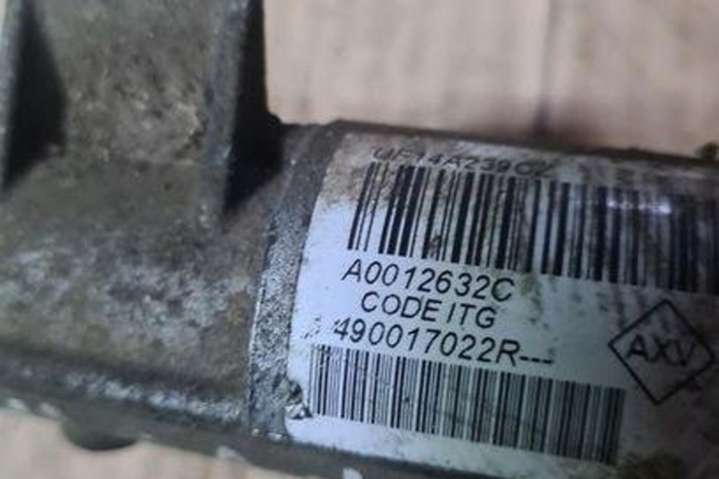 A0012632C
CODE ITG
490017022R---
AXV